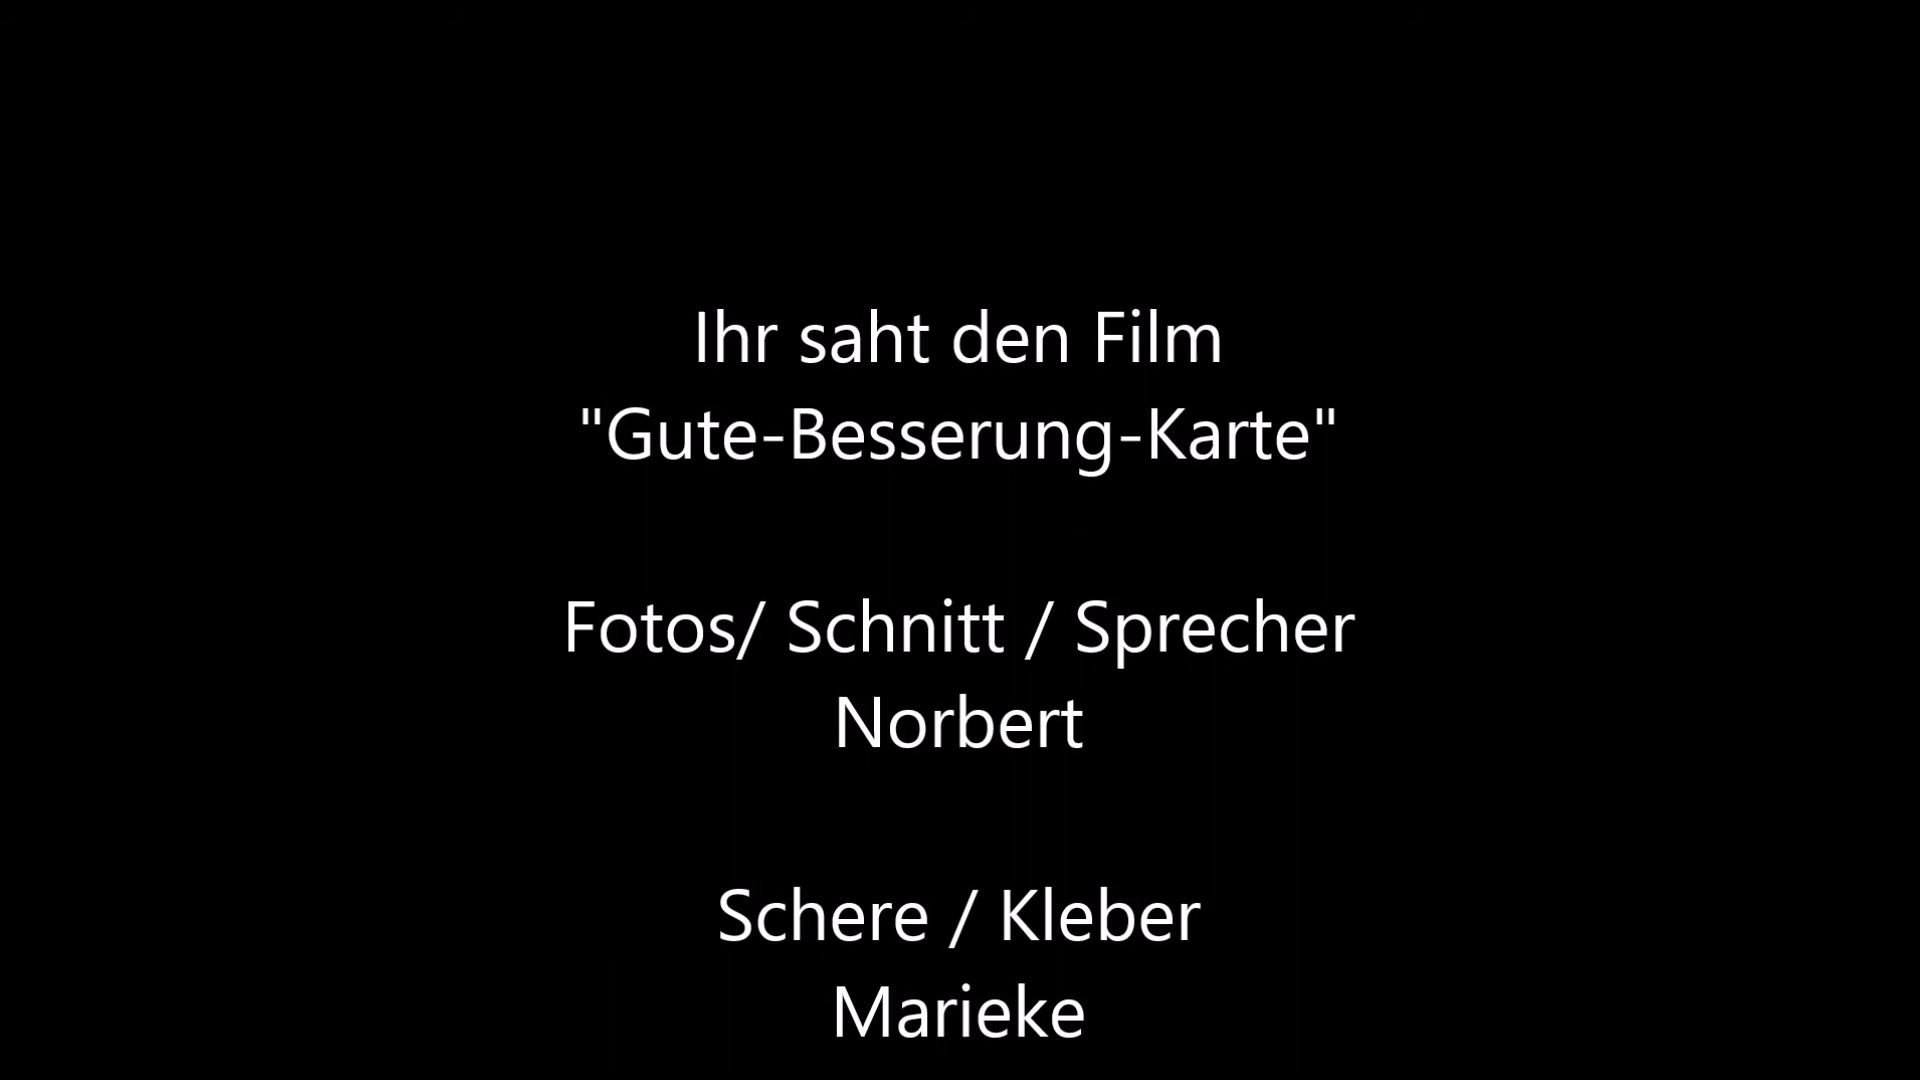 Ihr saht den Film
"Gute-Besserung-Karte"
Fotos/ Schnitt / Sprecher
Norbert
Schere / Kleber
Marieke